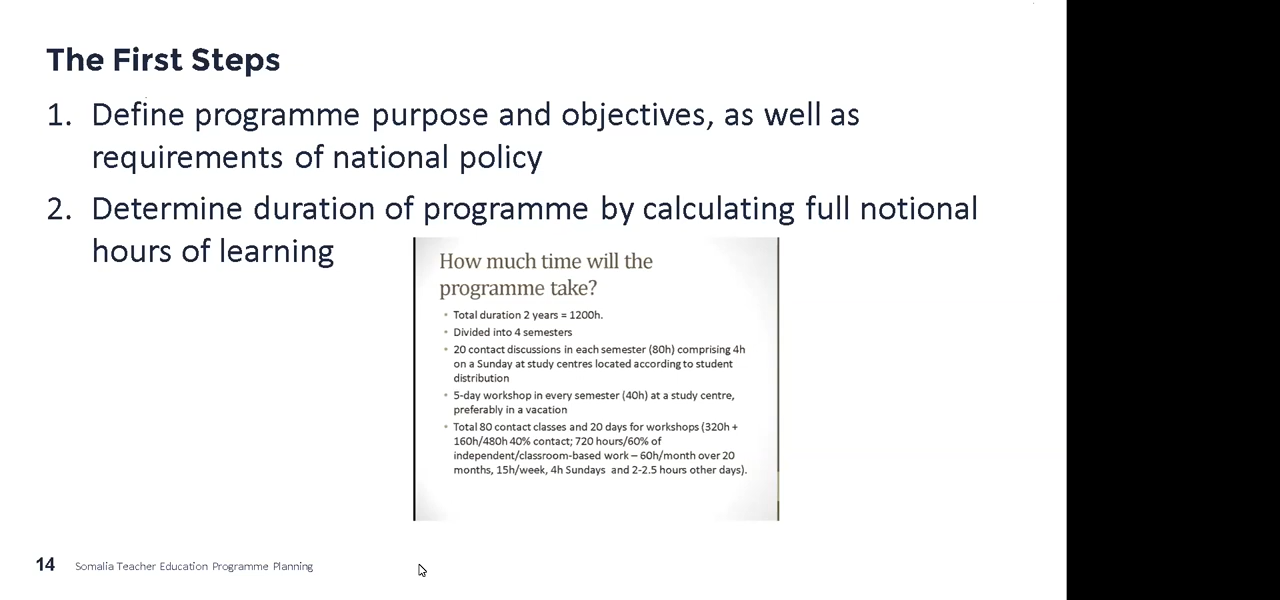 The First Steps
1. Define programme purpose and objectives, as well as
requirements of national policy
2. Determine duration of programme by calculating full notional
hours of learning
How much time will the
programme take?
• Total duration 2 years = 1200h.
• Divided into 4 semesters
• 20 contact discussions in each semester (80h) comprising 4h
on a Sunday at study centres located according to student
distribution
• 5-day workshop in every semester (40h) at a study centre,
preferably in a vacation
• Total 80 contact classes and 20 days for workshops (320h +
160h/480h 40% contact; 720 hours/60% of
independent/classroom-based work – 60h/month over 20
months, 15h/week, 4h Sundays and 2-2.5 hours other days).
14 Somalia Teacher Education Programme Planning